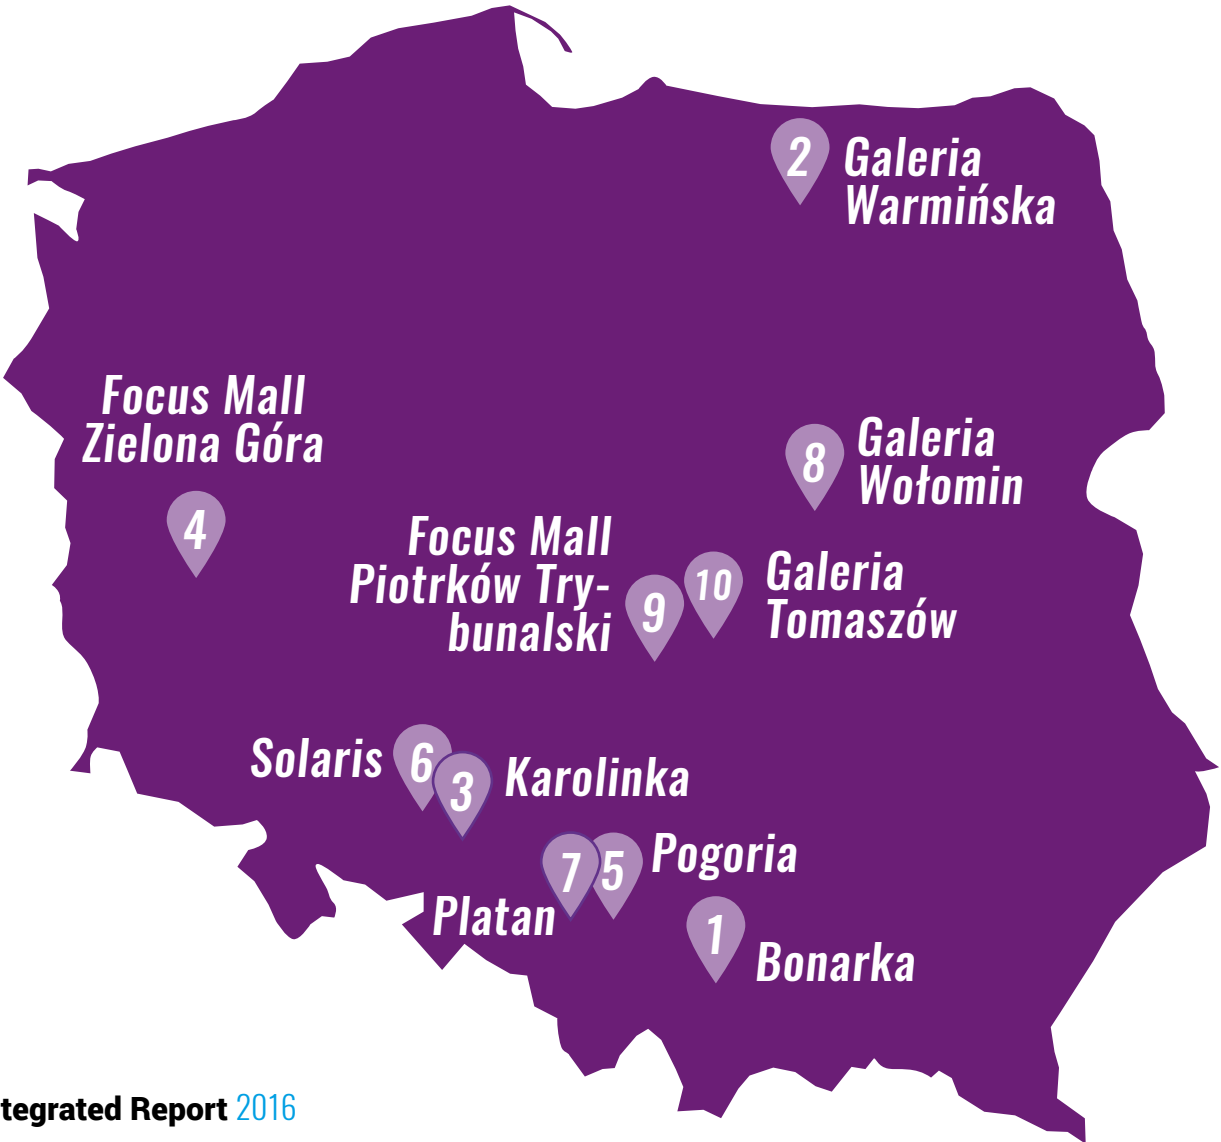 2
Galeria
Warmińska
Focus Mall
Zielona Góra
4
8
Galeria
Wołomin
Focus Mall
Piotrków Try-
bunalski
9
10
Galeria
Tomaszów
Solaris
6
3
Karolinka
7
5
Pogoria
Platan
1
Bonarka
tegrated Report 2016